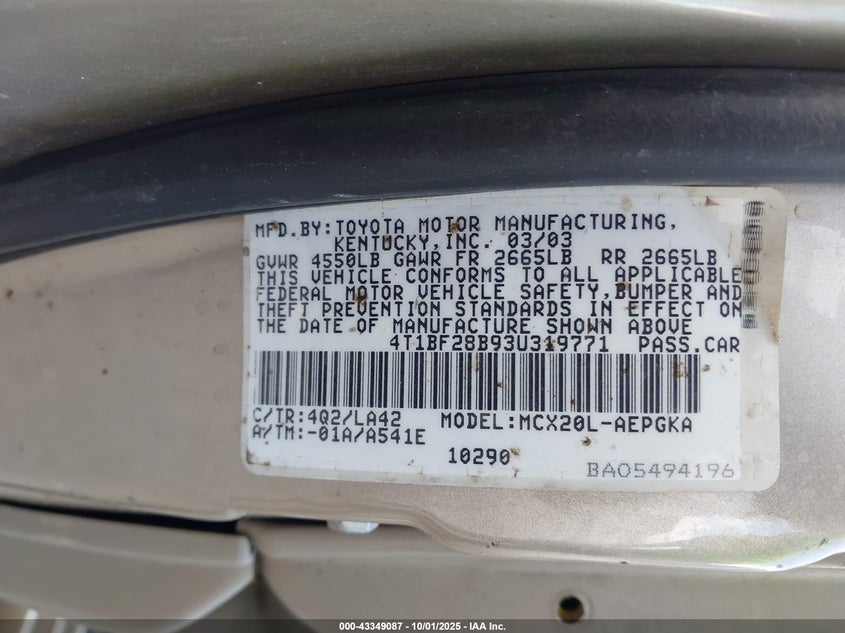 MFD.BY:TOYOTA MOTOR MANUFACTURING,
KENTUCKY,INC. 03/03
GVWR 4550LB GAWR FR 2665LB RR 2665LB
THIS VEHICLE CONFORMS TO ALL APPLICABLE
FEDERAL MOTOR VEHICLE SAFETY,BUMPER AND
THEFT PREVENTION STANDARDS IN EFFECT ON
THE DATE OF MANUFACTURE SHOWN ABOVE
4T1BF28B93U319771 PASS.CAR
C/TR:4Q2/LA42 MODEL:MCX20L-AEPGKA
A/TM:-01A/A541E
10290
BA05494196
000-43349087 - 10/01/2025 - IAA Inc.